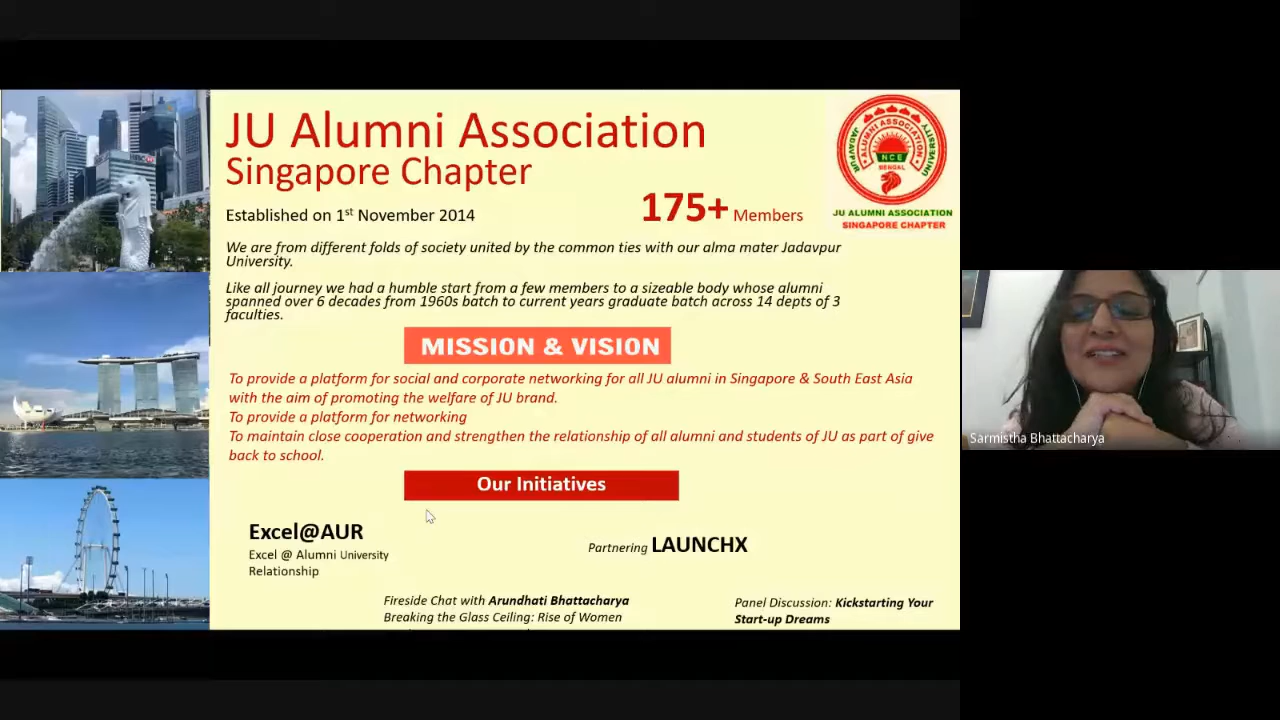 JU Alumni Association
Singapore Chapter
Established on 1st November 2014
175+ Members
JADAVPUR UNIVERSITY
ALUMNI ASSOCIATION
NCE
BENGAL
JU ALUMNI ASSOCIATION
SINGAPORE CHAPTER
We are from different folds of society united by the common ties with our alma mater Jadavpur
University.
Like all journey we had a humble start from a few members to a sizeable body whose alumni
spanned over 6 decades from 1960s batch to current years graduate batch across 14 depts of 3
faculties.
MISSION & VISION
To provide a platform for social and corporate networking for all JU alumni in Singapore & South East Asia
with the aim of promoting the welfare of JU brand.
To provide a platform for networking
To maintain close cooperation and strengthen the relationship of all alumni and students of JU as part of give
back to school.
Sarmistha Bhattacharya
Our Initiatives
Excel@AUR
Excel @ Alumni University
Relationship
Partnering LAUNCHX
Fireside Chat with Arundhati Bhattacharya
Breaking the Glass Ceiling: Rise of Women
Panel Discussion: Kickstarting Your
Start-up Dreams